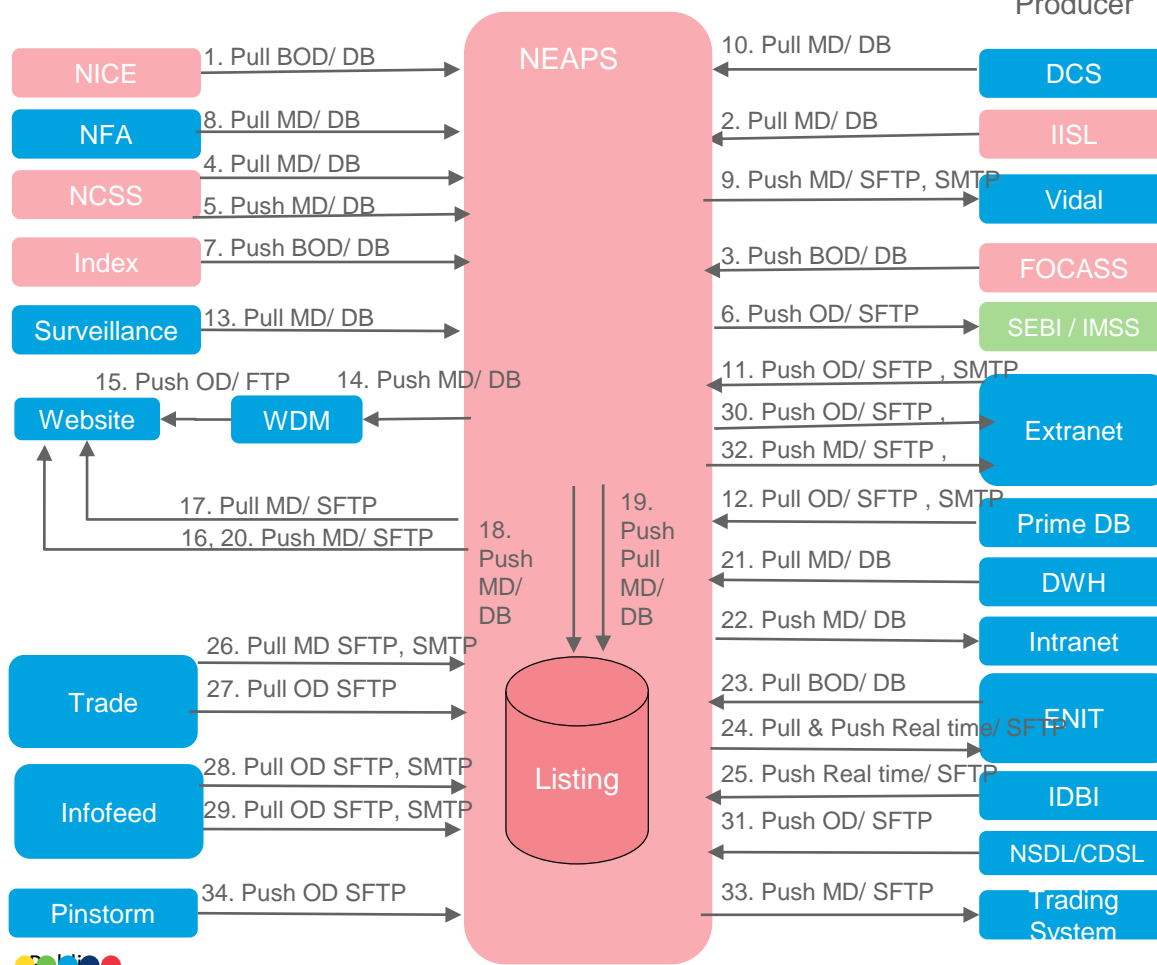 Producer
NEAPS
NICE
1. Pull BOD/ DB
10. Pull MD/ DB
DCS
NFA
8. Pull MD/ DB
2. Pull MD/ DB
IISL
NCSS
4. Pull MD/ DB
5. Push MD/ DB
9. Push MD/ SFTP, SMTP
Vidal
Index
7. Push BOD/ DB
3. Push BOD/ DB
FOCASS
Surveillance
13. Pull MD/ DB
6. Push OD/ SFTP
SEBI / IMSS
15. Push OD/ FTP
14. Push MD/ DB
Website
WDM
11. Push OD/ SFTP , SMTP
30. Push OD/ SFTP ,
32. Push MD/ SFTP ,
Extranet
17. Pull MD/ SFTP
16, 20. Push MD/ SFTP
18.
Push
MD/
DB
19.
Push
Pull
MD/
DB
12. Pull OD/ SFTP , SMTP
Prime DB
21. Pull MD/ DB
DWH
22. Push MD/ DB
Intranet
26. Pull MD SFTP, SMTP
27. Pull OD SFTP
Trade
23. Pull BOD/ DB
24. Pull & Push Real time/ SFTP
ENIT
28. Pull OD SFTP, SMTP
29. Pull OD SFTP, SMTP
Infofeed
Listing
25. Push Real time/ SFTP
IDBI
31. Push OD/ SFTP
NSDL/CDSL
Pinstorm
34. Push OD SFTP
33. Push MD/ SFTP
Trading
System